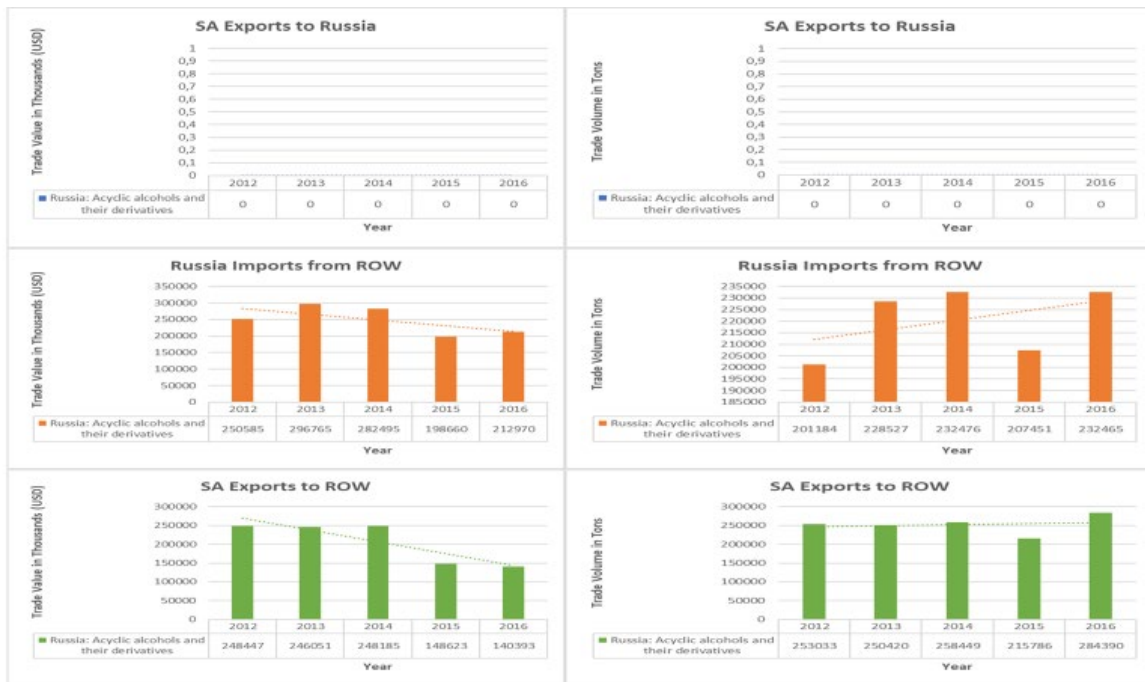 SA Exports to Russia
Trade Value in Thousands (USD)
1
0,9
0,8
0,7
0,6
0,5
0,4
0,3
0,2
0,1
0
2012 2013 2014 2015 2016
Russia: Acyclic alcohols and
their derivatives
0 0 0 0 0
Year
SA Exports to Russia
Trade Volume in Tons
1
0,9
0,8
0,7
0,6
0,5
0,4
0,3
0,2
0,1
0
2012 2013 2014 2015 2016
Russia: Acyclic alcohols and
their derivatives
0 0 0 0 0
Year
Russia Imports from ROW
Trade Value in Thousands (USD)
350000
300000
250000
200000
150000
100000
50000
0
2012 2013 2014 2015 2016
Russia: Acyclic alcohols and
their derivatives
250585 296765 282495 198660 212970
Year
Russia Imports from ROW
Trade Volume in Tons
235000
230000
225000
220000
215000
210000
205000
200000
195000
190000
185000
2012 2013 2014 2015 2016
Russia: Acyclic alcohols and
their derivatives
201184 228527 232476 207451 232465
Year
SA Exports to ROW
Trade Value in Thousands (USD)
300000
250000
200000
150000
100000
50000
0
2012 2013 2014 2015 2016
Russia: Acyclic alcohols and
their derivatives
248447 246051 248185 148623 140393
Year
SA Exports to ROW
Trade Volume in Tons
300000
250000
200000
150000
100000
50000
0
2012 2013 2014 2015 2016
Russia: Acyclic alcohols and
their derivatives
253033 250420 258449 215786 284390
Year